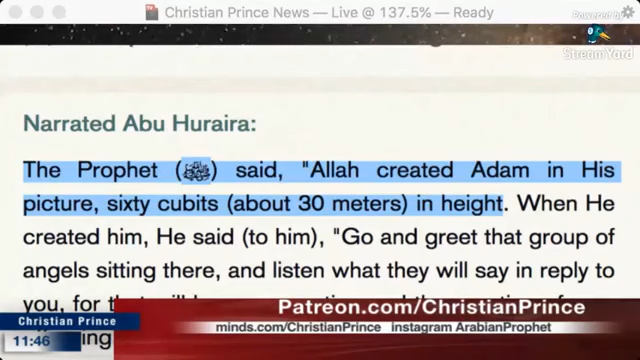 Christian Prince News — Live @ 137.5% — Ready
Powered by
StreamYard
Narrated Abu Huraira:
The Prophet (ﷺ) said, "Allah created Adam in His
picture, sixty cubits (about 30 meters) in height. When He
created him, He said (to him), "Go and greet that group of
angels sitting there, and listen what they will say in reply to
you, for
Patreon.com/ChristianPrince
Christian Prince
minds.com/ChristianPrince instagram ArabianProphet
11:46